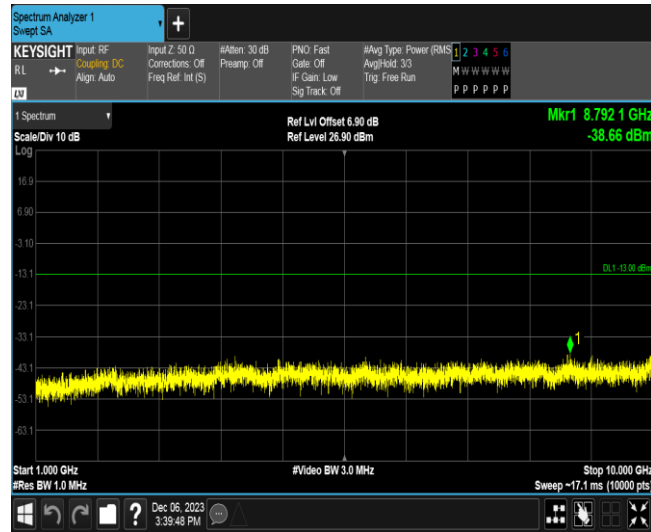 Spectrum Analyzer 1
Swept SA
+
KEYSIGHT
RL
LXI
Input: RF
Coupling: DC
Align: Auto
Input Z: 50 Ω
Corrections: Off
Freq Ref: Int (S)
#Atten: 30 dB
Preamp: Off
PNO: Fast
Gate: Off
IF Gain: Low
Sig Track: Off
#Avg Type: Power (RMS
Avg|Hold: 3/3
Trig: Free Run
1 2 3 4 5 6
M W W W W W
P P P P P P
1 Spectrum
Scale/Div 10 dB
Log
Ref Lvl Offset 6.90 dB
Ref Level 26.90 dBm
Mkr1 8.792 1 GHz
-38.66 dBm
16.9
6.90
-3.10
-13.1
DL1 -13.00 dBm
-23.1
-33.1
1
-43.1
-53.1
-63.1
Start 1.000 GHz
#Video BW 3.0 MHz
Stop 10.000 GHz
#Res BW 1.0 MHz
Sweep ~17.1 ms (10000 pts)
?
Dec 06, 2023
3:39:48 PM